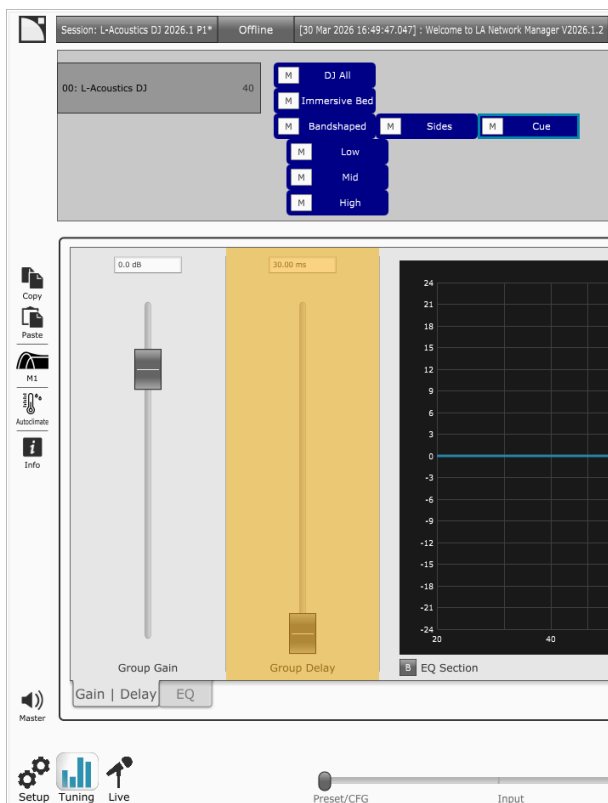 Session: L-Acoustics DJ 2026.1 P1* Offline [30 Mar 2026 16:49:47.047] : Welcome to LA Network Manager V2026.1.2
00: L-Acoustics DJ 40
M DJ All
M Immersive Bed
M Bandshaped M Sides M Cue
M Low
M Mid
M High
Copy
Paste
M1
Autoclimate
i
Info
Master
0.0 dB
Group Gain
30.00 ms
Group Delay
24
21
18
15
12
9
6
3
0
-3
-6
-9
-12
-15
-18
-21
-24
20 40
B EQ Section
Gain | Delay EQ
Setup Tuning Live
Preset/CFG Input